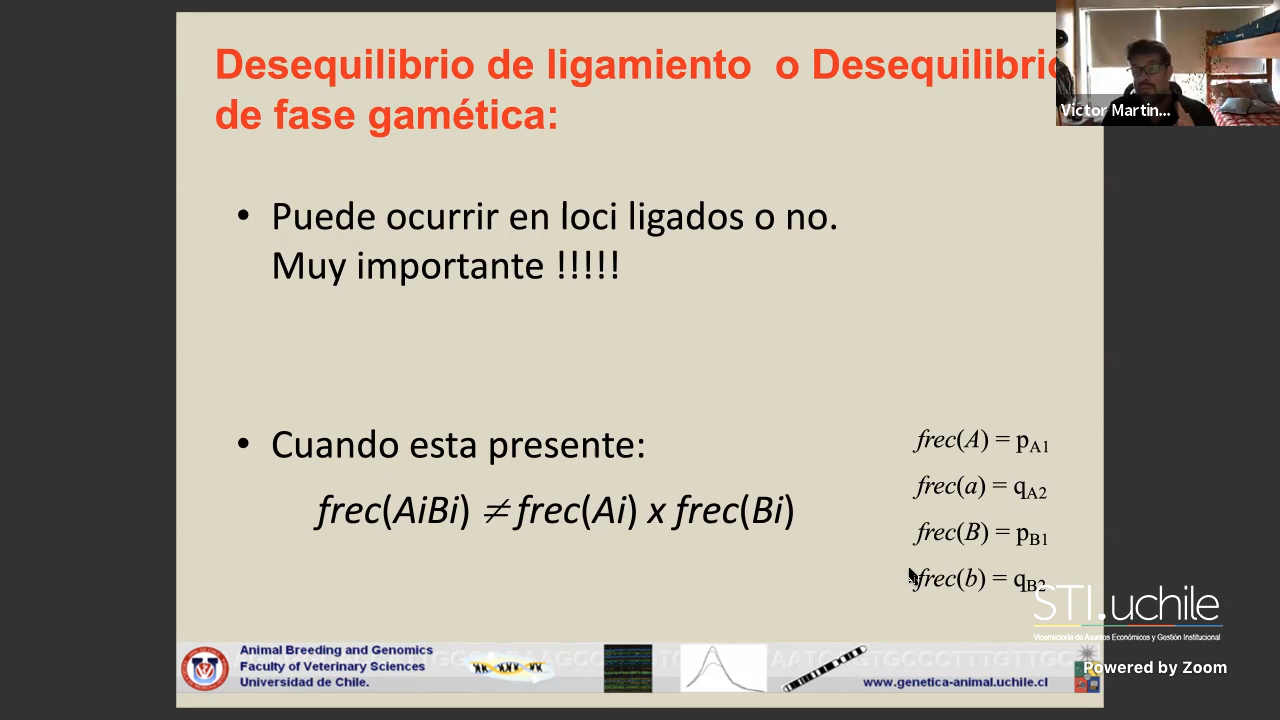 Desequilibrio de ligamiento o Desequilibrio
de fase gamética:
Victor Martin...
• Puede ocurrir en loci ligados o no.
Muy importante !!!!!
• Cuando esta presente:
frec(AiBi) ≠ frec(Ai) x frec(Bi)
frec(A) = pA1
frec(a) = qA2
frec(B) = pB1
frec(b) = qB2
STI.uchile
Vicerrectoría de Asuntos Económicos y Gestión Institucional
Animal Breeding and Genomics
Faculty of Veterinary Sciences
Universidad de Chile.
www.genetica-animal.uchile.cl
Powered by Zoom